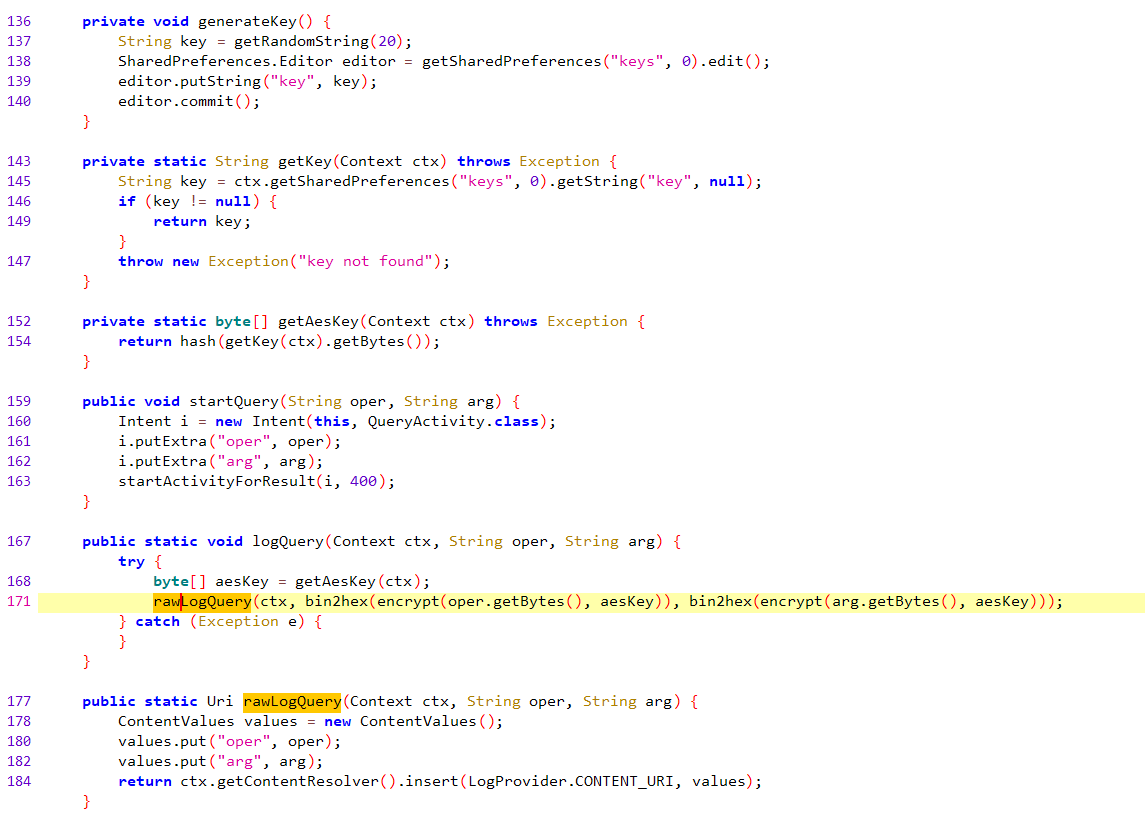 136 private void generateKey() {
137 String key = getRandomString(20);
138 SharedPreferences.Editor editor = getSharedPreferences("keys", 0).edit();
139 editor.putString("key", key);
140 editor.commit();
}
143 private static String getKey(Context ctx) throws Exception {
145 String key = ctx.getSharedPreferences("keys", 0).getString("key", null);
146 if (key != null) {
149 return key;
}
147 throw new Exception("key not found");
}
152 private static byte[] getAesKey(Context ctx) throws Exception {
154 return hash(getKey(ctx).getBytes());
}
159 public void startQuery(String oper, String arg) {
160 Intent i = new Intent(this, QueryActivity.class);
161 i.putExtra("oper", oper);
162 i.putExtra("arg", arg);
163 startActivityForResult(i, 400);
}
167 public static void logQuery(Context ctx, String oper, String arg) {
try {
168 byte[] aesKey = getAesKey(ctx);
171 rawLogQuery(ctx, bin2hex(encrypt(oper.getBytes(), aesKey)), bin2hex(encrypt(arg.getBytes(), aesKey)));
} catch (Exception e) {
}
}
177 public static Uri rawLogQuery(Context ctx, String oper, String arg) {
178 ContentValues values = new ContentValues();
180 values.put("oper", oper);
182 values.put("arg", arg);
184 return ctx.getContentResolver().insert(LogProvider.CONTENT_URI, values);
}